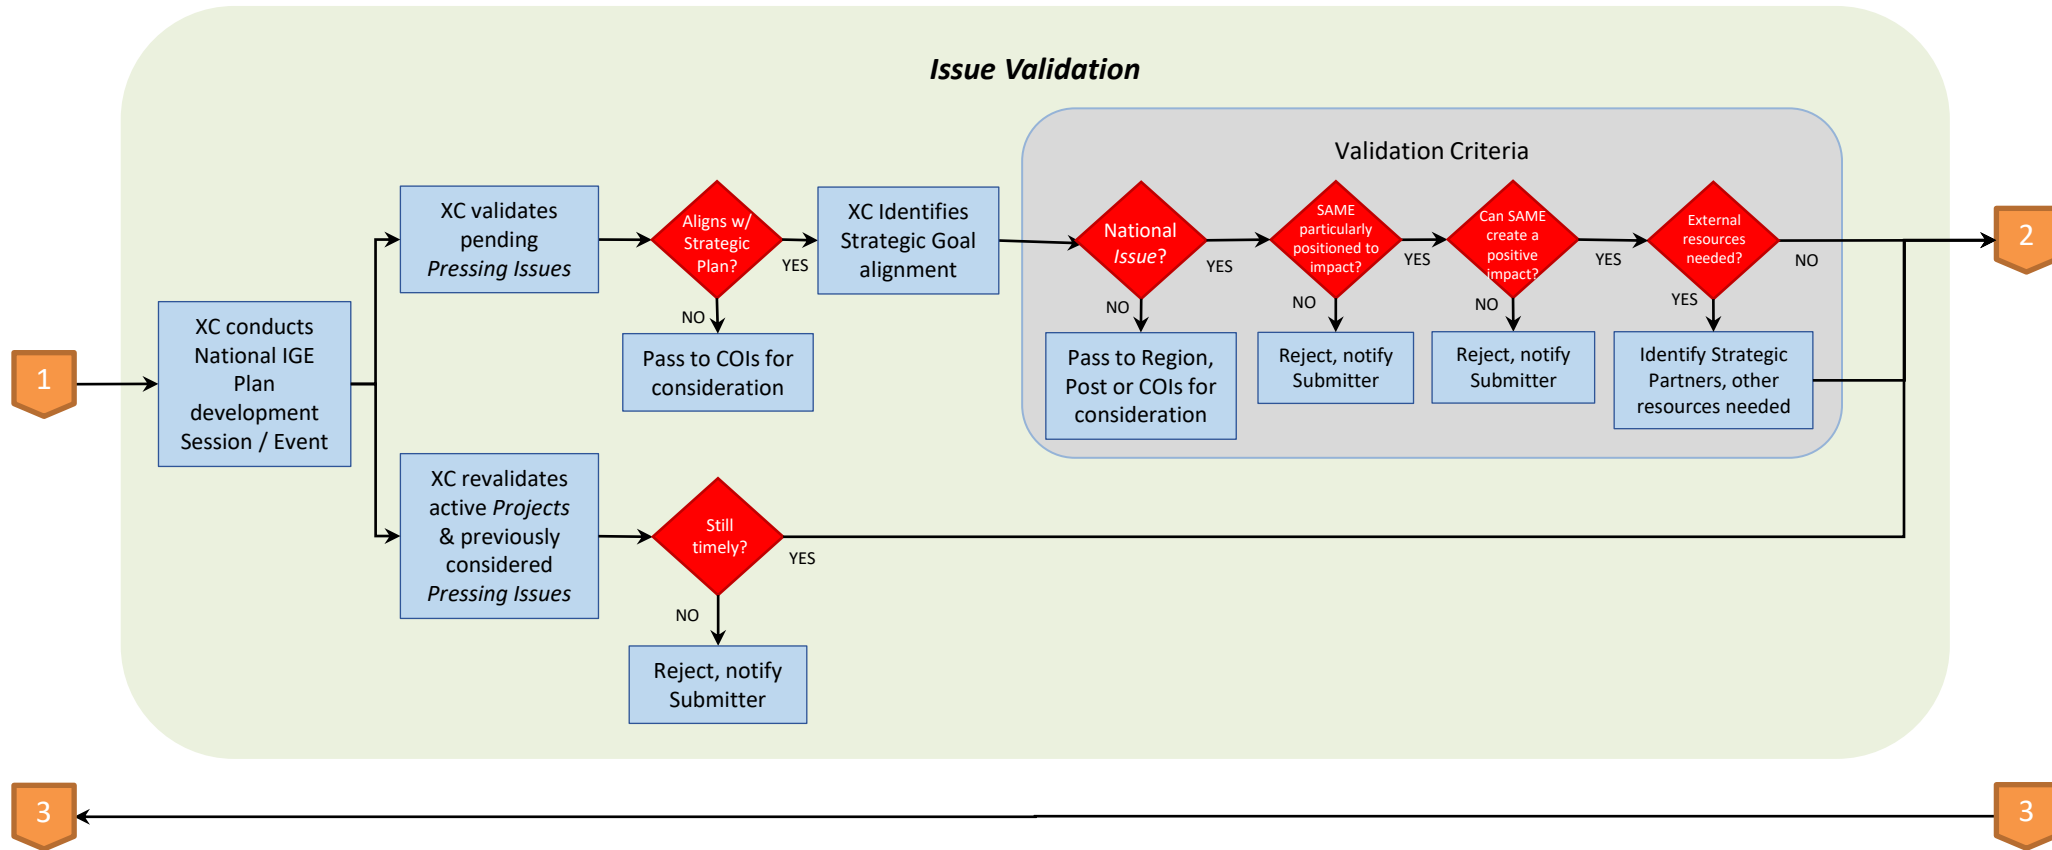 Issue Validation
Validation Criteria
1
XC conducts
National IGE
Plan
development
Session / Event
XC validates
pending
Pressing Issues
Aligns w/
Strategic
Plan?
YES
NO
Pass to COIs for
consideration
XC Identifies
Strategic Goal
alignment
National
Issue?
YES
NO
Pass to Region,
Post or COIs for
consideration
SAME
particularly
positioned to
impact?
YES
NO
Reject, notify
Submitter
Can SAME
create a
positive
impact?
YES
NO
Reject, notify
Submitter
External
resources
needed?
NO
YES
Identify Strategic
Partners, other
resources needed
2
XC revalidates
active Projects
& previously
considered
Pressing Issues
Still
timely?
YES
NO
Reject, notify
Submitter
3
3